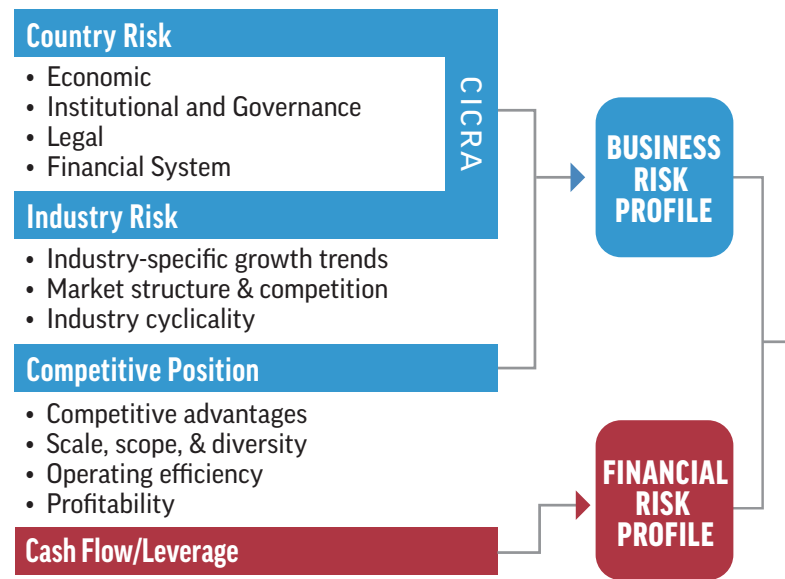 Country Risk
• Economic
• Institutional and Governance
• Legal
• Financial System
CICRA
Industry Risk
• Industry-specific growth trends
• Market structure & competition
• Industry cyclicality
Competitive Position
• Competitive advantages
• Scale, scope, & diversity
• Operating efficiency
• Profitability
Cash Flow/Leverage
BUSINESS
RISK
PROFILE
FINANCIAL
RISK
PROFILE